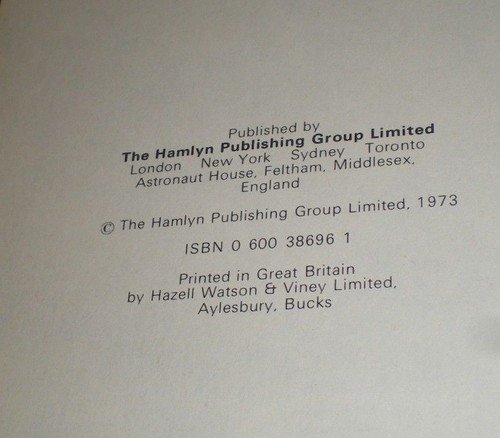 Published by
The Hamlyn Publishing Group Limited
London New York Sydney Toronto
Astronaut House, Feltham, Middlesex,
England
© The Hamlyn Publishing Group Limited, 1973
ISBN 0 600 38696 1
Printed in Great Britain
by Hazell Watson & Viney Limited,
Aylesbury, Bucks